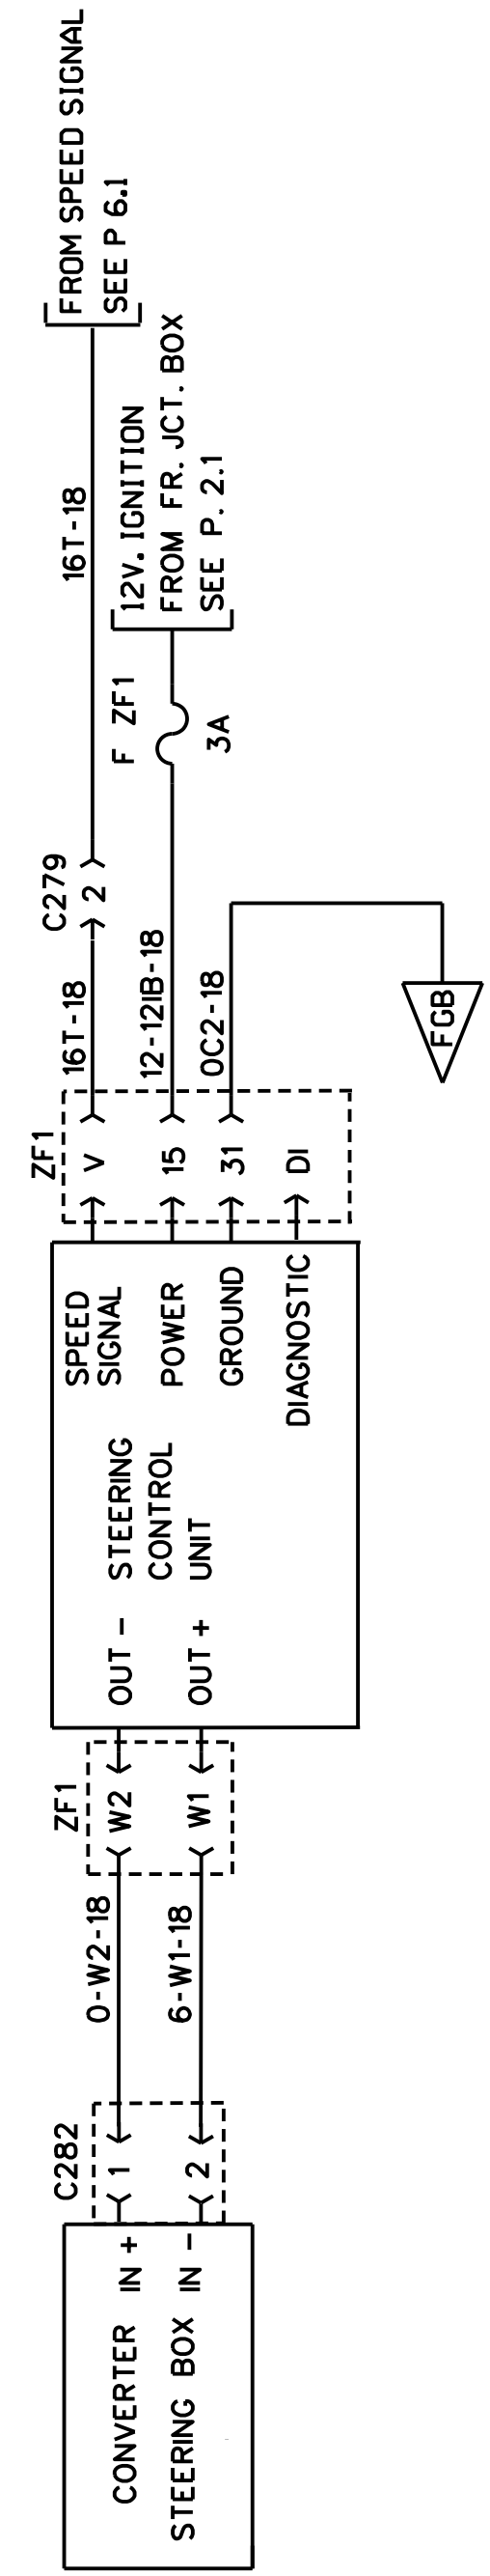 CONVERTER
STEERING BOX
IN +
IN -
C282
1
2
0-W2-18
6-W1-18
ZF1
W2
W1
OUT -
OUT +
STEERING
CONTROL
UNIT
SPEED
SIGNAL
POWER
GROUND
DIAGNOSTIC
ZF1
V
15
31
DI
16T-18
12-12IB-18
0C2-18
FGB
C279
2
16T-18
F ZF1
3A
12V. IGNITION
FROM FR. JCT. BOX
SEE P. 2.1
FROM SPEED SIGNAL
SEE P 6.1